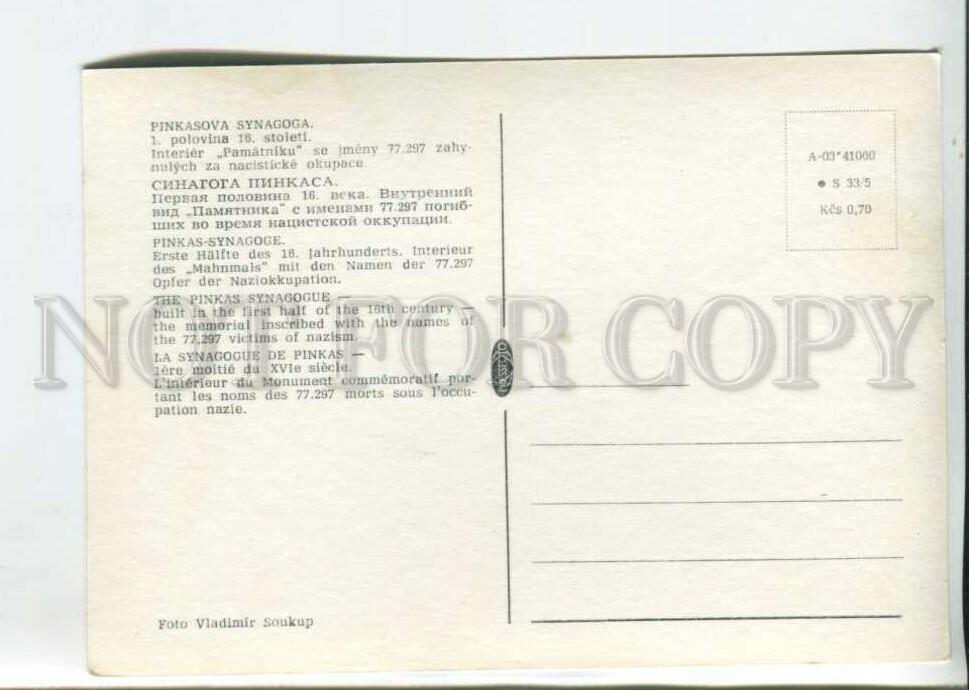 PINKASOVA SYNAGOGA.
1. polovina 16. století.
Interiér „Památníku" se jmény 77.297 zahy-
nulých za nacistické okupace.
СИНАГОГА ПИНКАСА.
Первая половина 16. века. Внутренний
вид „Памятника" с именами 77.297 погиб-
ших во время нацистской оккупации.
PINKAS-SYNAGOGE.
Erste Hälfte des 16. Jahrhunderts. Interieur
des „Mahnmals" mit den Namen der 77.297
Opfer der Naziokkupation.
THE PINKAS SYNAGOGUE —
built in the first half of the 16th century —
the memorial inscribed with the names of
the 77,297 victims of nazism
LA SYNAGOGUE DE PINKAS —
1ère moitié du XVIe siècle.
L'intérieur du Monument commémoratif por-
tant les noms des 77.297 morts sous l'occu-
pation nazie.
Foto Vladimír Soukup
A-03*41060
● S 33/5
Kčs 0,70
NOT FOR COPY